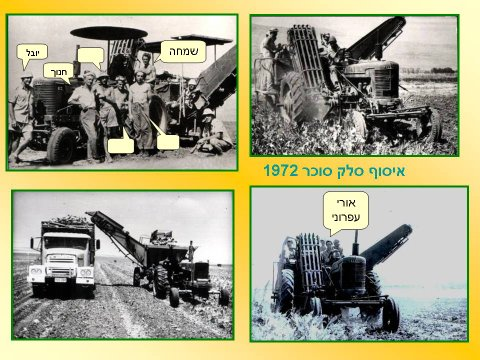 יובל
חנוך
שמחה
איסוף סלק סוכר 1972
אורי
עפרוני